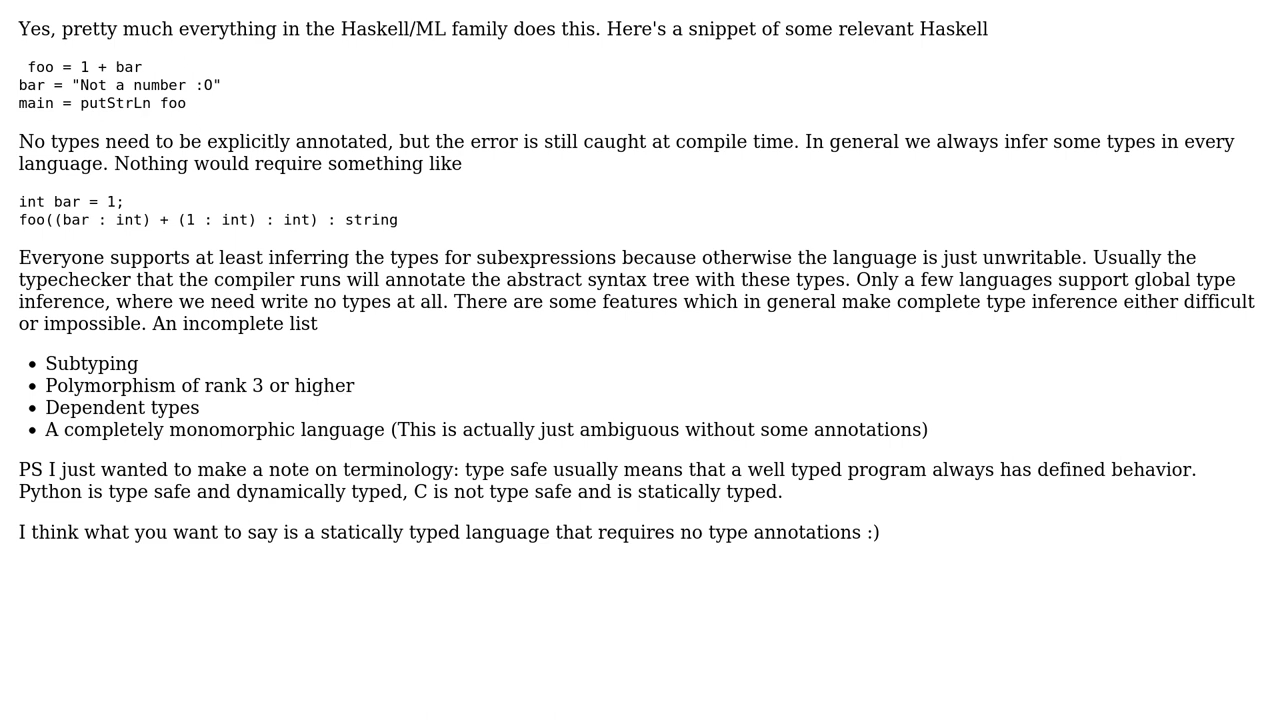 Yes, pretty much everything in the Haskell/ML family does this. Here's a snippet of some relevant Haskell
 foo = 1 + bar
bar = "Not a number :O"
main = putStrLn foo
No types need to be explicitly annotated, but the error is still caught at compile time. In general we always infer some types in every
language. Nothing would require something like
int bar = 1;
foo((bar : int) + (1 : int) : int) : string
Everyone supports at least inferring the types for subexpressions because otherwise the language is just unwritable. Usually the
typechecker that the compiler runs will annotate the abstract syntax tree with these types. Only a few languages support global type
inference, where we need write no types at all. There are some features which in general make complete type inference either difficult
or impossible. An incomplete list
• Subtyping
• Polymorphism of rank 3 or higher
• Dependent types
• A completely monomorphic language (This is actually just ambiguous without some annotations)
PS I just wanted to make a note on terminology: type safe usually means that a well typed program always has defined behavior.
Python is type safe and dynamically typed, C is not type safe and is statically typed.
I think what you want to say is a statically typed language that requires no type annotations :)